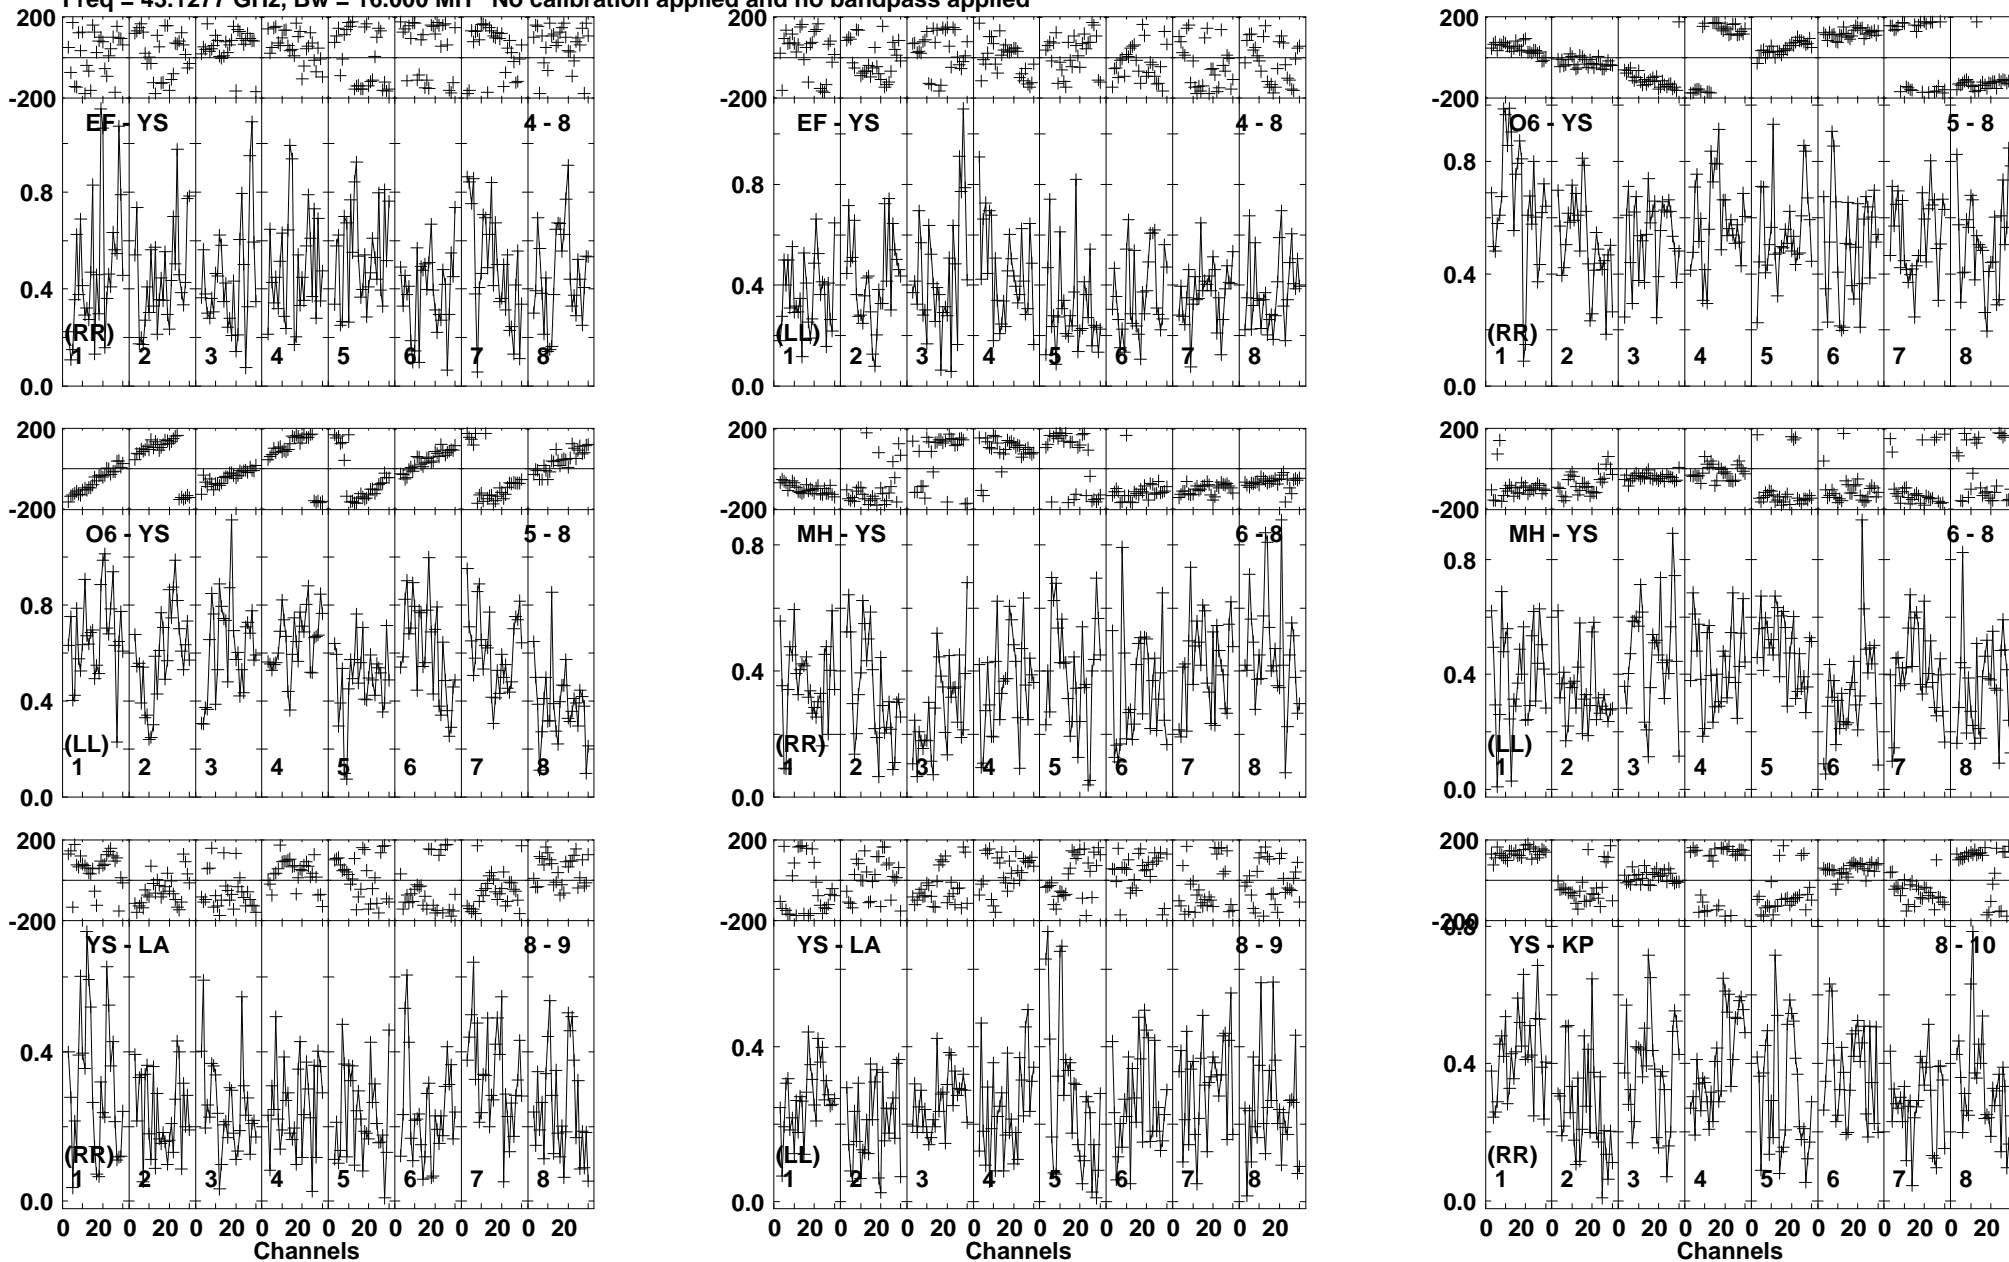 Freq = 43.1277 GHz, Bw = 16.000 MH No calibration applied and no bandpass applied
200 200 200
-200 -200 -200
EF - YS 4 - 8 EF - YS 4 - 8 O6 - YS 5 - 8
0.8 0.8 0.8
0.4 0.4 0.4
(RR) (LL) (RR)
1 2 3 4 5 6 7 8 1 2 3 4 5 6 7 8 1 2 3 4 5 6 7 8
0.0 0.0 0.0
200 200 200
-200 -200 -200
O6 - YS 5 - 8 MH - YS 6 - 8 MH - YS 6 - 8
0.8 0.8 0.8
0.4 0.4 0.4
(LL) (RR) (LL)
1 2 3 4 5 6 7 8 1 2 3 4 5 6 7 8 1 2 3 4 5 6 7 8
0.0 0.0 0.0
200 200 200
-200 -200 -200
0.8
YS - LA 8 - 9 YS - LA 8 - 9 YS - KP 8 - 10
0.4 0.4 0.4
(RR) (LL) (RR)
1 2 3 4 5 6 7 8 1 2 3 4 5 6 7 8 1 2 3 4 5 6 7 8
0.0 0.0 0.0
0 20 0 20 0 20 0 20 0 20 0 20 0 20 0 20 0 20 0 20 0 20 0 20 0 20 0 20 0 20 0 20 0 20 0 20 0 20 0 20 0 20 0 20 0 20 0 20
Channels Channels Channels